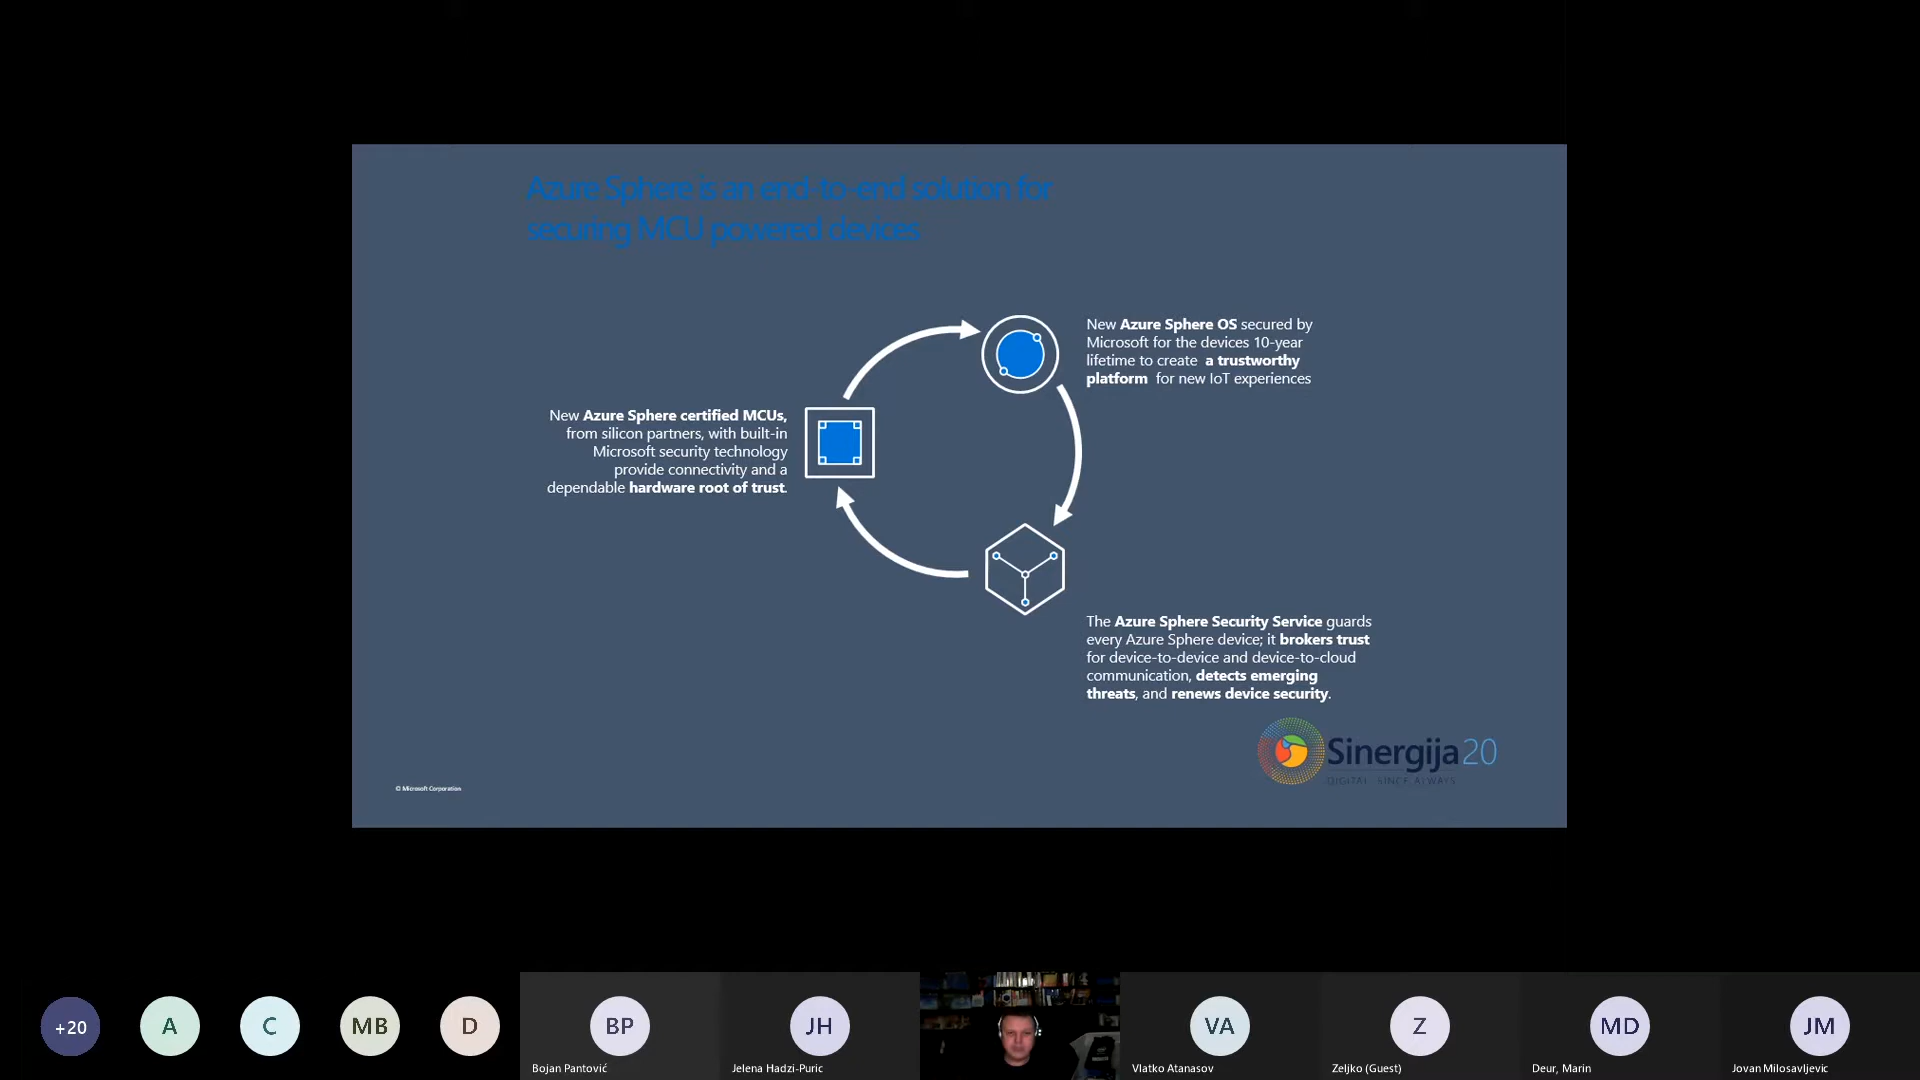 Azure Sphere is an end-to-end solution for
securing MCU powered devices
New Azure Sphere OS secured by
Microsoft for the devices 10-year
lifetime to create a trustworthy
platform for new IoT experiences
New Azure Sphere certified MCUs,
from silicon partners, with built-in
Microsoft security technology
provide connectivity and a
dependable hardware root of trust.
The Azure Sphere Security Service guards
every Azure Sphere device; it brokers trust
for device-to-device and device-to-cloud
communication, detects emerging
threats, and renews device security.
Sinergija20
DIGITAL. SINCE ALWAYS.
© Microsoft Corporation
+20
A
C
MB
D
BP
JH
VA
Z
MD
JM
Bojan Pantović
Jelena Hadzi-Puric
Vlatko Atanasov
Zeljko (Guest)
Deur, Marin
Jovan Milosavljevic